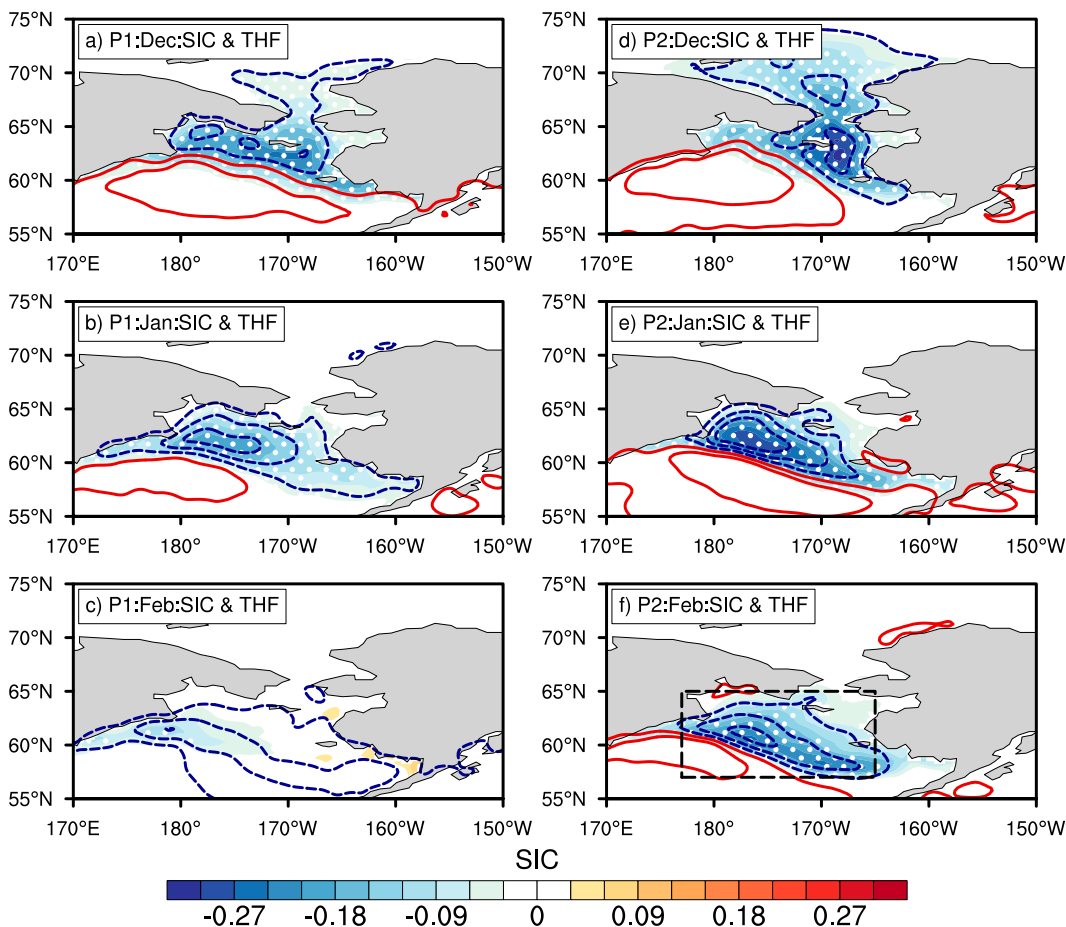 75°N
70°N
65°N
60°N
55°N
a) P1:Dec:SIC & THF
170°E 180° 170°W 160°W 150°W
75°N
70°N
65°N
60°N
55°N
d) P2:Dec:SIC & THF
170°E 180° 170°W 160°W 150°W
75°N
70°N
65°N
60°N
55°N
b) P1:Jan:SIC & THF
170°E 180° 170°W 160°W 150°W
75°N
70°N
65°N
60°N
55°N
e) P2:Jan:SIC & THF
170°E 180° 170°W 160°W 150°W
75°N
70°N
65°N
60°N
55°N
c) P1:Feb:SIC & THF
170°E 180° 170°W 160°W 150°W
75°N
70°N
65°N
60°N
55°N
f) P2:Feb:SIC & THF
170°E 180° 170°W 160°W 150°W
SIC
-0.27 -0.18 -0.09 0 0.09 0.18 0.27